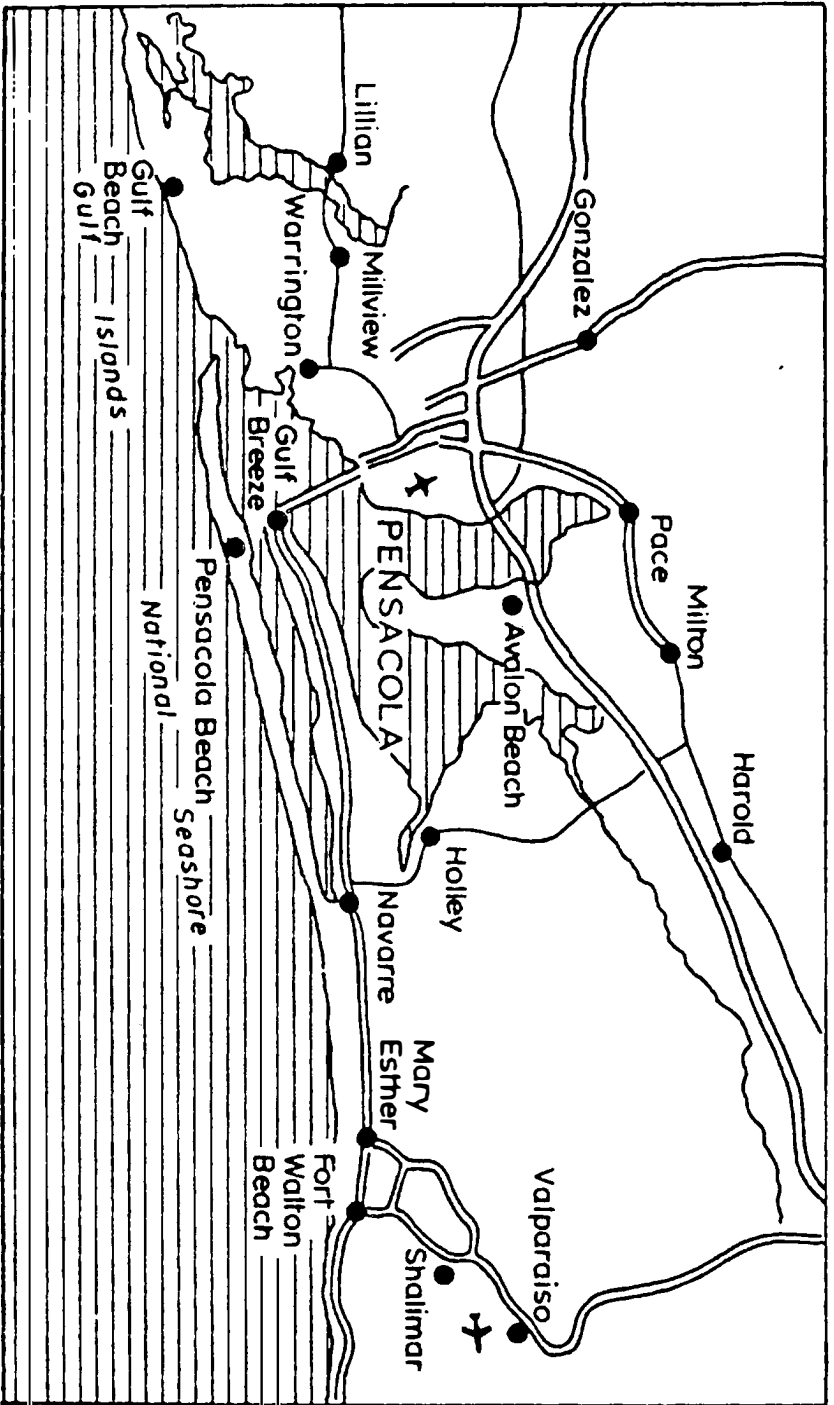 Gonzalez
Pace
Milton
Harold
Lillian
Millview
Warrington
Avalon Beach
PENSACOLA
Holley
Valparaiso
Shalimar
Gulf
Breeze
Navarre
Mary
Esther
Fort
Walton
Beach
Gulf
Beach
Pensacola Beach
Gulf Islands National Seashore